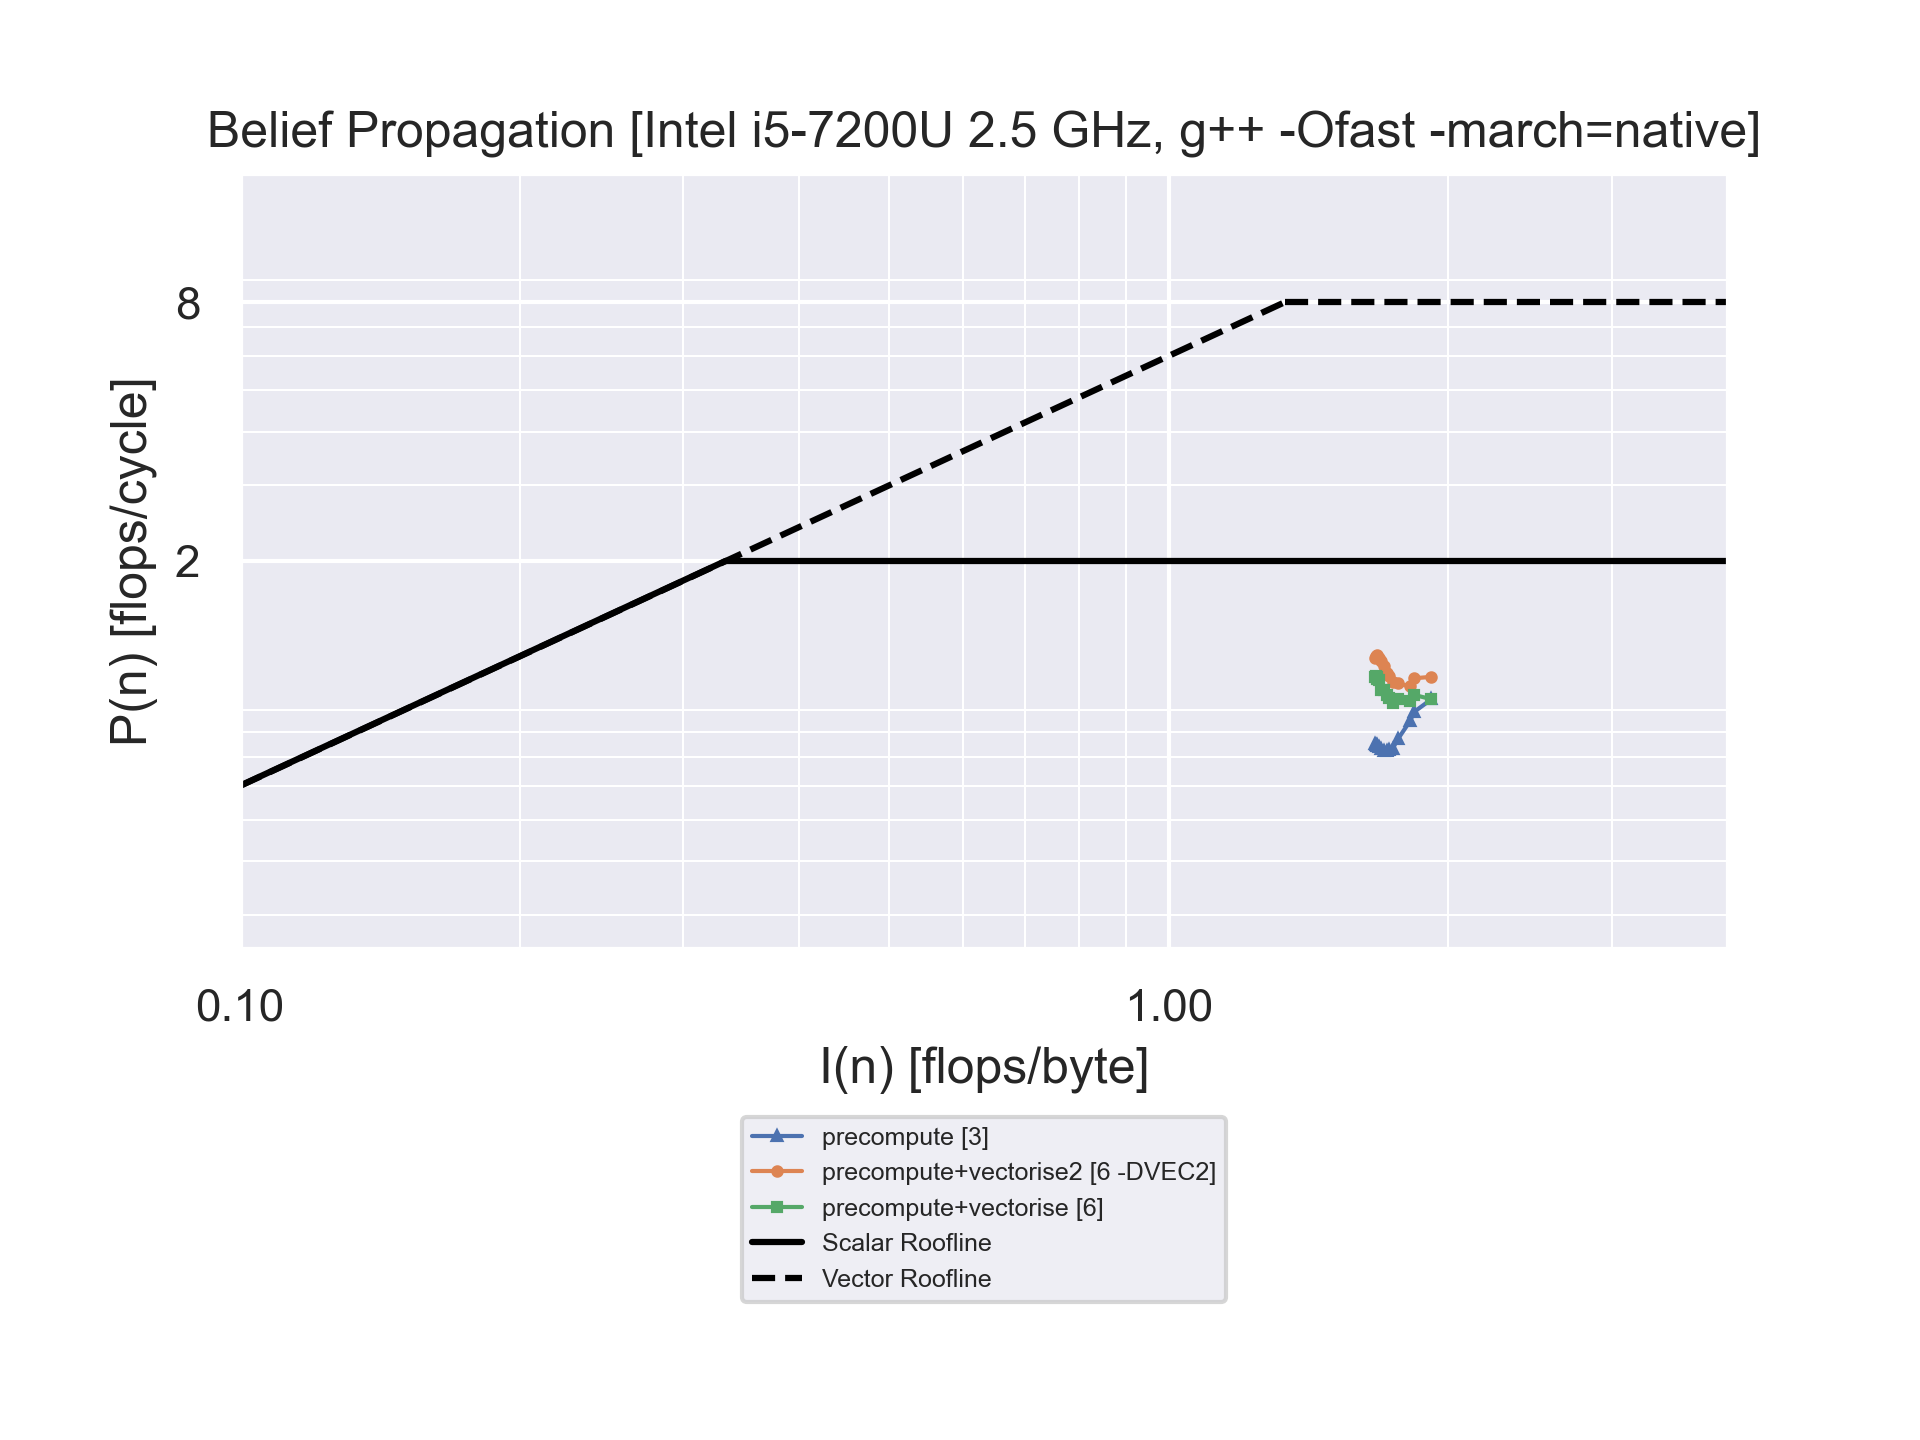 Belief Propagation [Intel i5-7200U 2.5 GHz, g++ -Ofast -march=native]
8
2
P(n) [flops/cycle]
0.10
1.00
I(n) [flops/byte]
precompute [3]
precompute+vectorise2 [6 -DVEC2]
precompute+vectorise [6]
Scalar Roofline
Vector Roofline